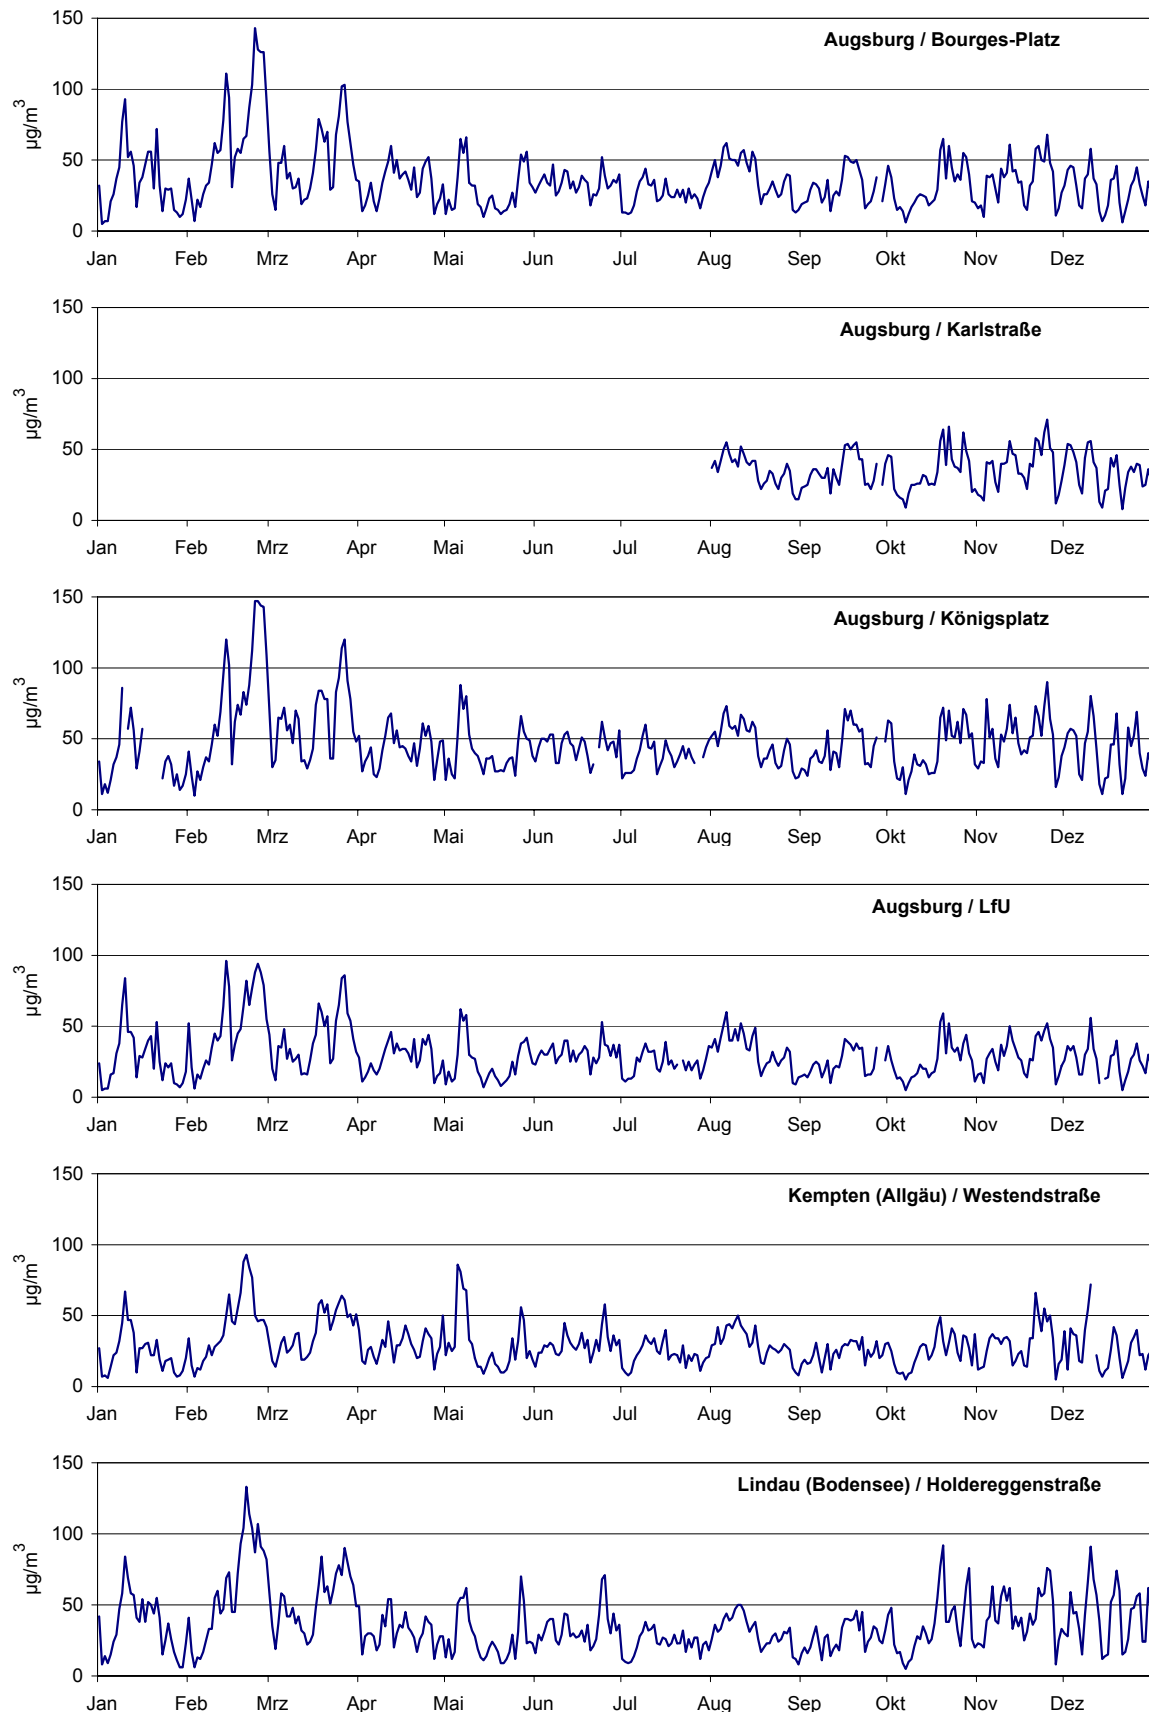 Augsburg / Bourges-Platz
µg/m³
150
100
50
0
Jan Feb Mrz Apr Mai Jun Jul Aug Sep Okt Nov Dez
Augsburg / Karlstraße
µg/m³
150
100
50
0
Jan Feb Mrz Apr Mai Jun Jul Aug Sep Okt Nov Dez
Augsburg / Königsplatz
µg/m³
150
100
50
0
Jan Feb Mrz Apr Mai Jun Jul Aug Sep Okt Nov Dez
Augsburg / LfU
µg/m³
150
100
50
0
Jan Feb Mrz Apr Mai Jun Jul Aug Sep Okt Nov Dez
Kempten (Allgäu) / Westendstraße
µg/m³
150
100
50
0
Jan Feb Mrz Apr Mai Jun Jul Aug Sep Okt Nov Dez
Lindau (Bodensee) / Holdereggenstraße
µg/m³
150
100
50
0
Jan Feb Mrz Apr Mai Jun Jul Aug Sep Okt Nov Dez